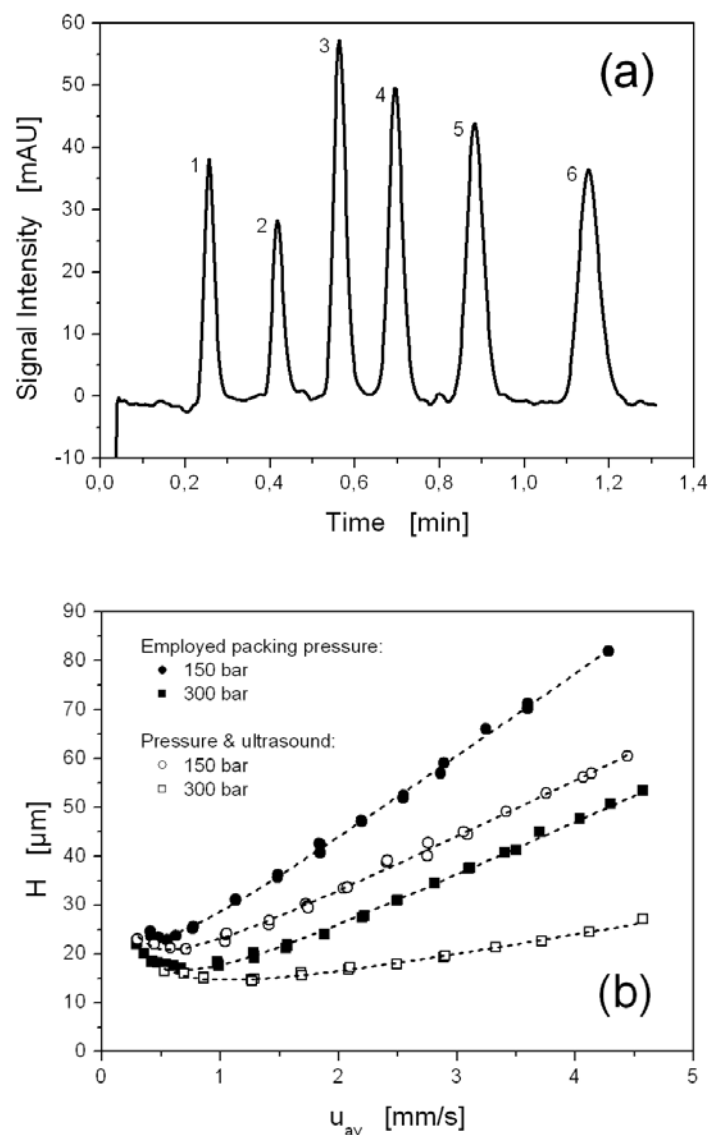 (a)
Signal Intensity [mAU]
60
50
40
30
20
10
0
-10
1
2
3
4
5
6
0,0 0,2 0,4 0,6 0,8 1,0 1,2 1,4
Time [min]
(b)
H [µm]
90
80
70
60
50
40
30
20
10
0
Employed packing pressure:
150 bar
300 bar
Pressure & ultrasound:
150 bar
300 bar
0 1 2 3 4 5
u_av [mm/s]